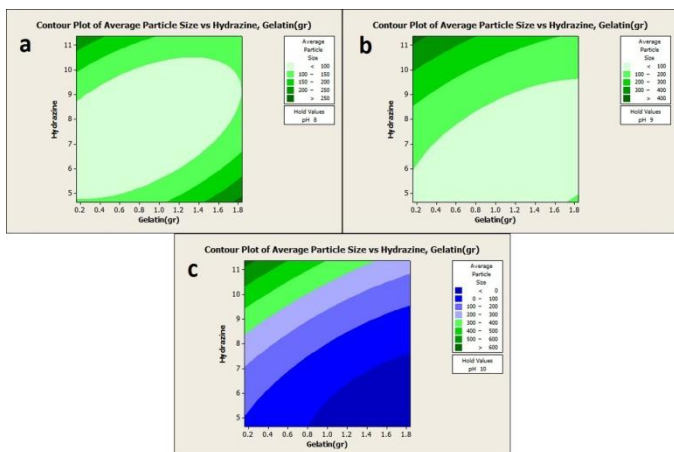 a
Contour Plot of Average Particle Size vs Hydrazine, Gelatin(gr)
Hydrazine
11
10
9
8
7
6
5
0.2 0.4 0.6 0.8 1.0 1.2 1.4 1.6 1.8
Gelatin(gr)
Average
Particle
Size
< 100
100 – 150
150 – 200
200 – 250
> 250
Hold Values
pH 8
b
Contour Plot of Average Particle Size vs Hydrazine, Gelatin(gr)
Hydrazine
11
10
9
8
7
6
5
0.2 0.4 0.6 0.8 1.0 1.2 1.4 1.6 1.8
Gelatin(gr)
Average
Particle
Size
< 100
100 – 200
200 – 300
300 – 400
> 400
Hold Values
pH 9
c
Contour Plot of Average Particle Size vs Hydrazine, Gelatin(gr)
Hydrazine
11
10
9
8
7
6
5
0.2 0.4 0.6 0.8 1.0 1.2 1.4 1.6 1.8
Gelatin(gr)
Average
Particle
Size
< 0
0 – 100
100 – 200
200 – 300
300 – 400
400 – 500
500 – 600
> 600
Hold Values
pH 10